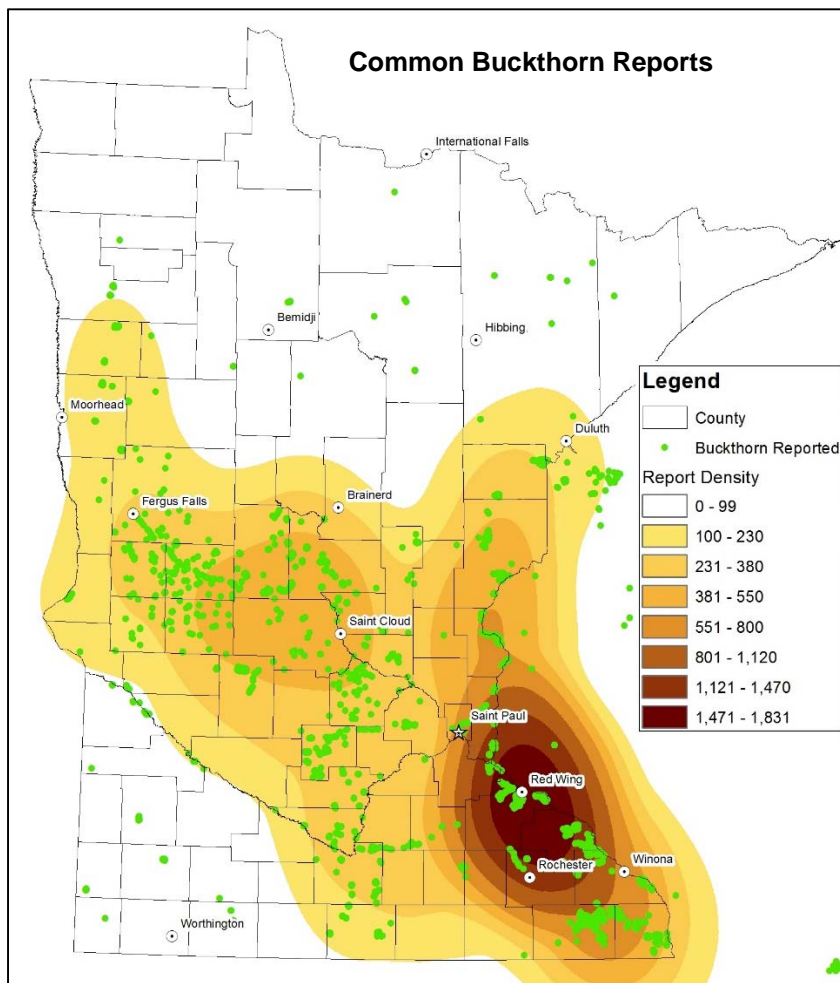 Common Buckthorn Reports
International Falls
Bemidji
Hibbing
Moorhead
Duluth
Fergus Falls
Brainerd
Saint Cloud
Saint Paul
Red Wing
Rochester
Winona
Worthington
Legend
County
Buckthorn Reported
Report Density
0 - 99
100 - 230
231 - 380
381 - 550
551 - 800
801 - 1,120
1,121 - 1,470
1,471 - 1,831